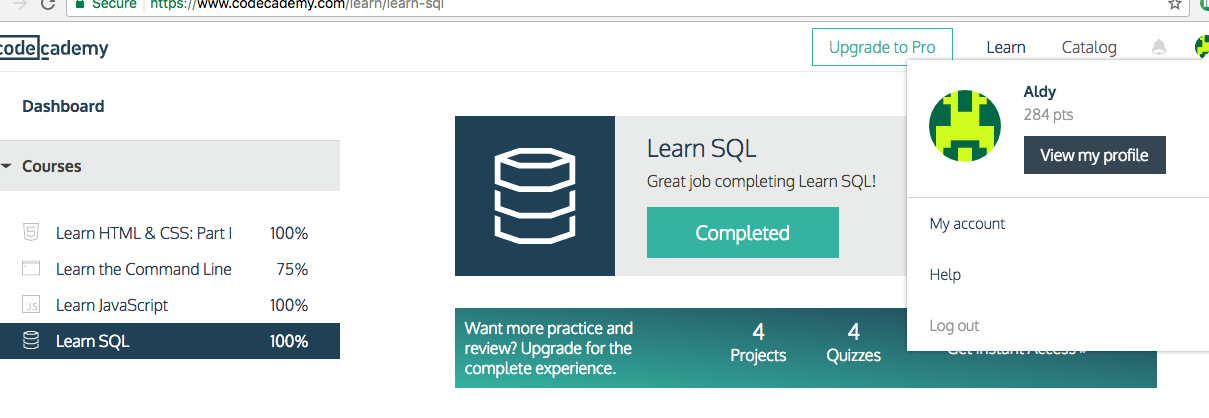 Secure https://www.codecademy.com/learn/learn-sql
codecademy
Upgrade to Pro Learn Catalog
Dashboard
Courses
Learn HTML & CSS: Part I 100%
Learn the Command Line 75%
JS Learn JavaScript 100%
Learn SQL 100%
Learn SQL
Great job completing Learn SQL!
Completed
Want more practice and
review? Upgrade for the
complete experience.
4
Projects
4
Quizzes
Get Instant Access »
Aldy
284 pts
View my profile
My account
Help
Log out